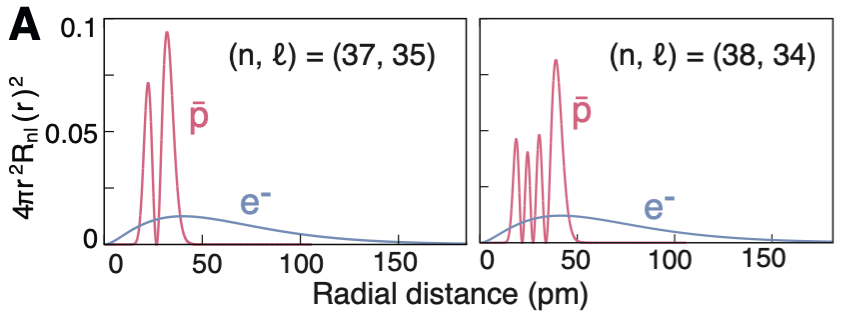 A
4πr²Rₙₗ(r)²
0.1
0.05
0
(n, ℓ) = (37, 35)
p̄
e⁻
0 50 100 150
(n, ℓ) = (38, 34)
p̄
e⁻
0 50 100 150
Radial distance (pm)